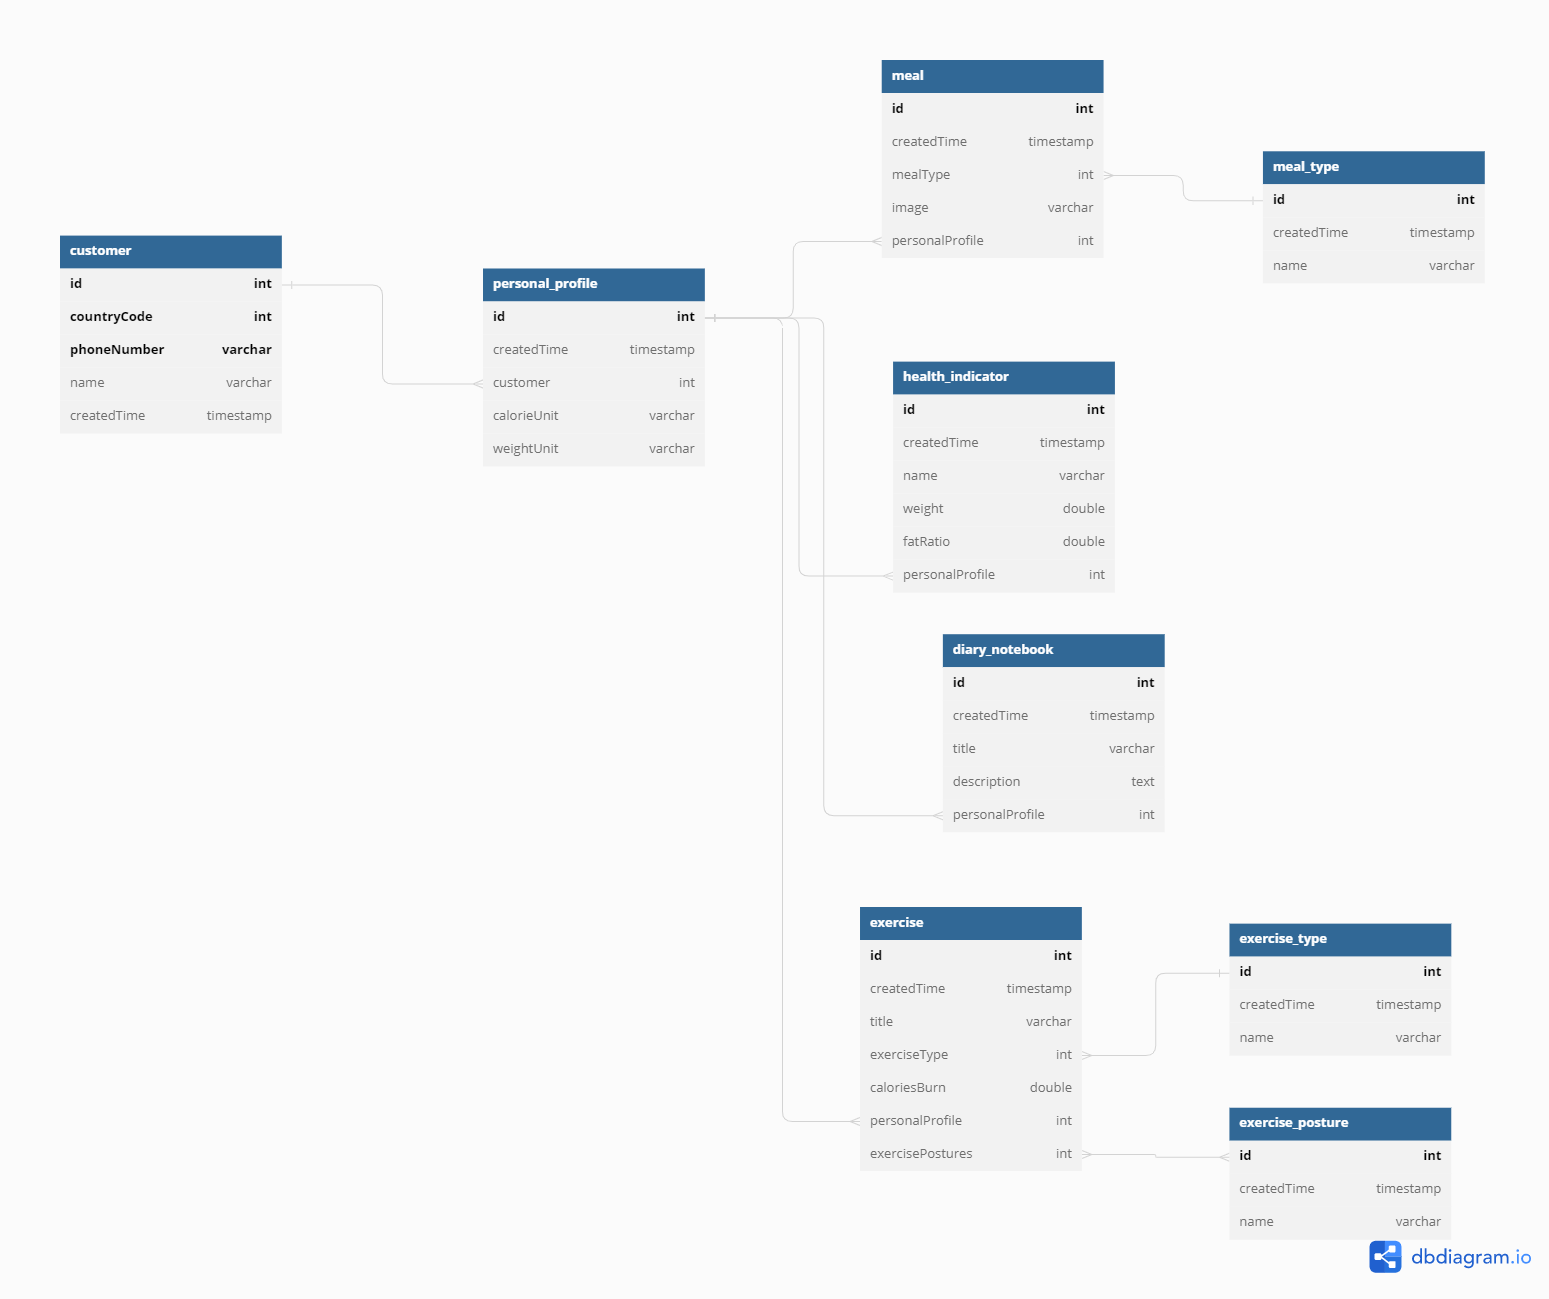 customer
id int
countryCode int
phoneNumber varchar
name varchar
createdTime timestamp
personal_profile
id int
createdTime timestamp
customer int
calorieUnit varchar
weightUnit varchar
meal
id int
createdTime timestamp
mealType int
image varchar
personalProfile int
meal_type
id int
createdTime timestamp
name varchar
health_indicator
id int
createdTime timestamp
name varchar
weight double
fatRatio double
personalProfile int
diary_notebook
id int
createdTime timestamp
title varchar
description text
personalProfile int
exercise
id int
createdTime timestamp
title varchar
exerciseType int
caloriesBurn double
personalProfile int
exercisePostures int
exercise_type
id int
createdTime timestamp
name varchar
exercise_posture
id int
createdTime timestamp
name varchar
dbdiagram.io